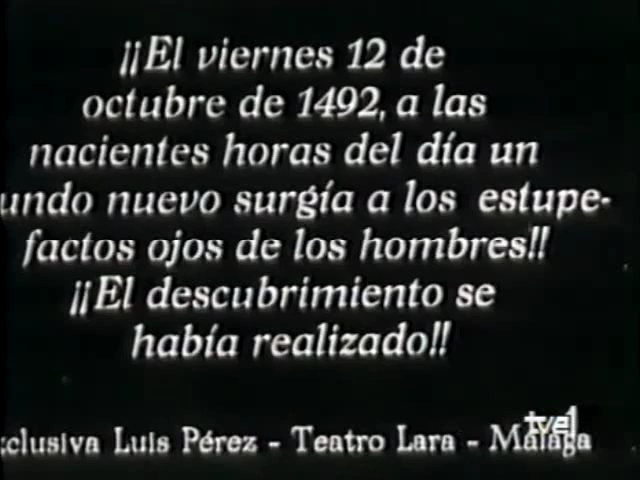 ¡¡El viernes 12 de
octubre de 1492, a las
nacientes horas del día un
undo nuevo surgía a los estupe-
factos ojos de los hombres!!
¡¡El descubrimiento se
había realizado!!
xclusiva Luis Pérez - Teatro Lara - Málaga
tve1